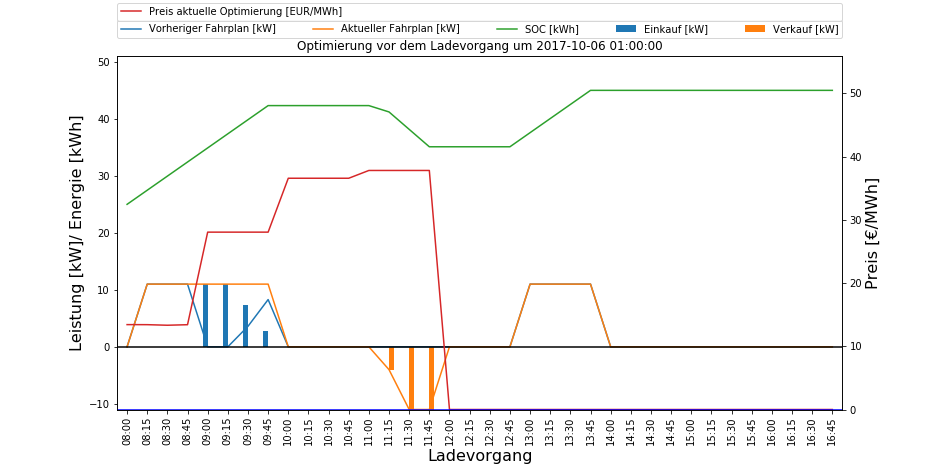 Preis aktuelle Optimierung [EUR/MWh]
Vorheriger Fahrplan [kW] Aktueller Fahrplan [kW] SOC [kWh] Einkauf [kW] Verkauf [kW]
Optimierung vor dem Ladevorgang um 2017-10-06 01:00:00
Leistung [kW]/ Energie [kWh]
50
40
30
20
10
0
−10
50
40
30
20
10
0
Preis [€/MWh]
08:00 08:15 08:30 08:45 09:00 09:15 09:30 09:45 10:00 10:15 10:30 10:45 11:00 11:15 11:30 11:45 12:00 12:15 12:30 12:45 13:00 13:15 13:30 13:45 14:00 14:15 14:30 14:45 15:00 15:15 15:30 15:45 16:00 16:15 16:30 16:45
Ladevorgang